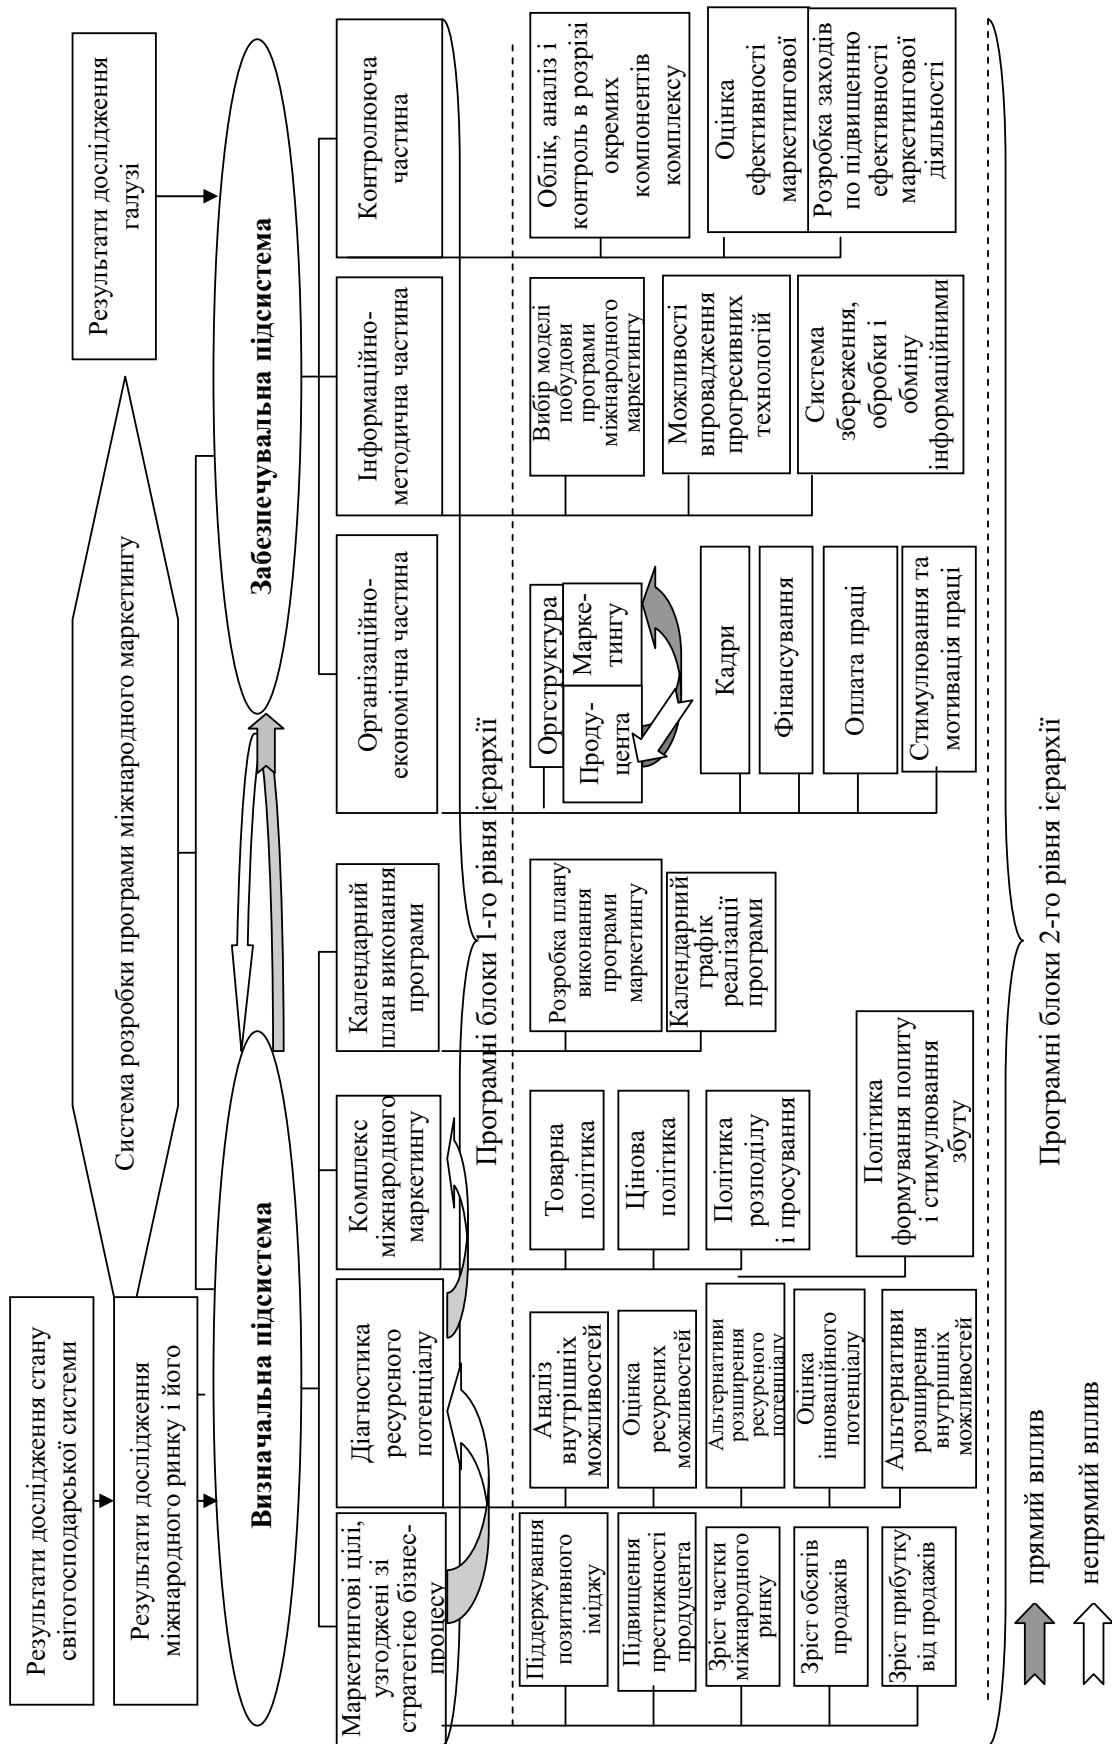 Результати дослідження стану
світогосподарської системи
Результати дослідження
міжнародного ринку і його
Система розробки програми міжнародного маркетингу
Результати дослідження
галузі
Визначальна підсистема
Забезпечувальна підсистема
Маркетингові цілі,
узгоджені зі
стратегією бізнес-
процесу
Діагностика
ресурсного
потенціалу
Комплекс
міжнародного
маркетингу
Календарний
план виконання
програми
Організаційно-
економічна частина
Інформаційно-
методична частина
Контролююча
частина
Програмні блоки 1-го рівня ієрархії
Піддержування
позитивного
іміджу
Підвищення
престижності
продуцента
Зріст частки
міжнародного
ринку
Зріст обсягів
продажів
Зріст прибутку
від продажів
Аналіз
внутрішніх
можливостей
Оцінка
ресурсних
можливостей
Альтернативи
розширення
ресурсного
потенціалу
Оцінка
інноваційного
потенціалу
Альтернативи
розширення
внутрішніх
можливостей
Товарна
політика
Цінова
політика
Політика
розподілу
і просування
Політика
формування попиту
і стимулювання
збуту
Розробка плану
виконання
програми
маркетингу
Календарний
графік
реалізації
програми
Оргструктура
Проду-
цента
Марке-
тингу
Кадри
Фінансування
Оплата праці
Стимулювання та
мотивація праці
Вибір моделі
побудови
програми
міжнародного
маркетингу
Можливості
впровадження
прогресивних
технологій
Система
збереження,
обробки і
обміну
інформаційними
Облік, аналіз і
контроль в розрізі
окремих
компонентів
комплексу
Оцінка
ефективності
маркетингової
Розробка заходів
по підвищенню
ефективності
маркетингової
діяльності
Програмні блоки 2-го рівня ієрархії
прямий вплив
непрямий вплив